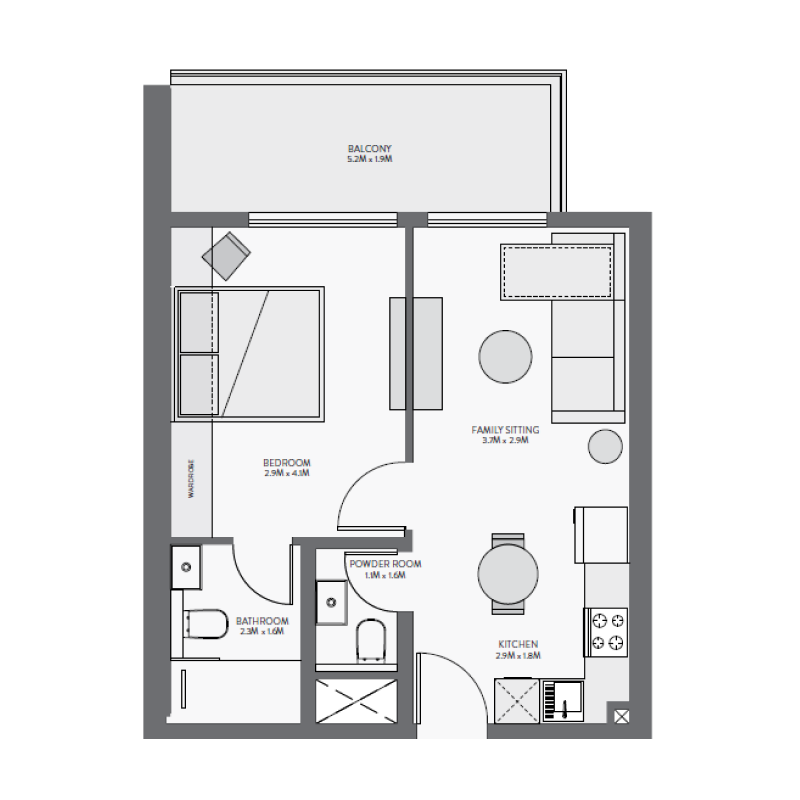 BALCONY
5.2M x 1.9M
FAMILY SITTING
3.7M x 2.9M
BEDROOM
2.9M x 4.1M
WARDROBE
POWDER ROOM
1.1M x 1.6M
BATHROOM
2.3M x 1.6M
KITCHEN
2.9M x 1.8M